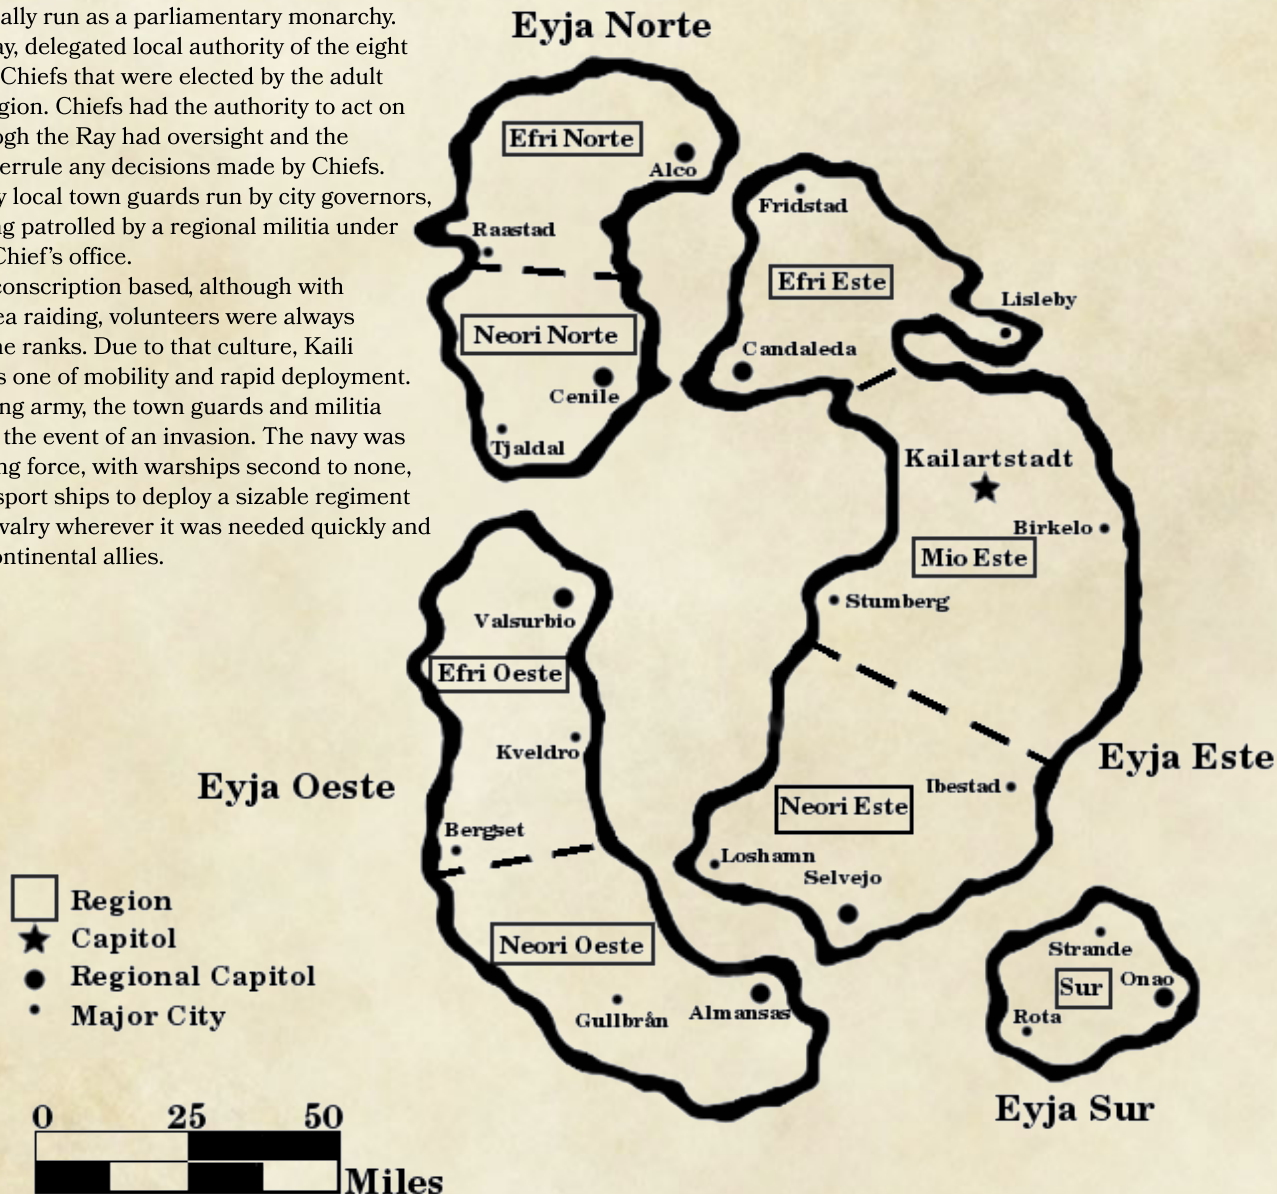 ally run as a parliamentary monarchy.
ay, delegated local authority of the eight
Chiefs that were elected by the adult
gion. Chiefs had the authority to act on
ogh the Ray had oversight and the
errule any decisions made by Chiefs.
y local town guards run by city governors,
ng patrolled by a regional militia under
Chief's office.
conscription based, although with
ea raiding, volunteers were always
ne ranks. Due to that culture, Kaili
s one of mobility and rapid deployment.
ng army, the town guards and militia
the event of an invasion. The navy was
ng force, with warships second to none,
sport ships to deploy a sizable regiment
valry wherever it was needed quickly and
ontinental allies.
Eyja Norte
Efri Norte
Alco
Raastad
Neori Norte
Cenile
Tjaldal
Fridstad
Efri Este
Lisleby
Candaleda
Kailartstadt
Birkelo
Mio Este
Stumberg
Eyja Este
Ibestad
Neori Este
Loshamn
Selvejo
Valsurbio
Efri Oeste
Kveldro
Eyja Oeste
Bergset
Neori Oeste
Gullbrån
Almansas
Strande
Sur
Onao
Rota
Eyja Sur
Region
Capitol
Regional Capitol
Major City
0 25 50
Miles